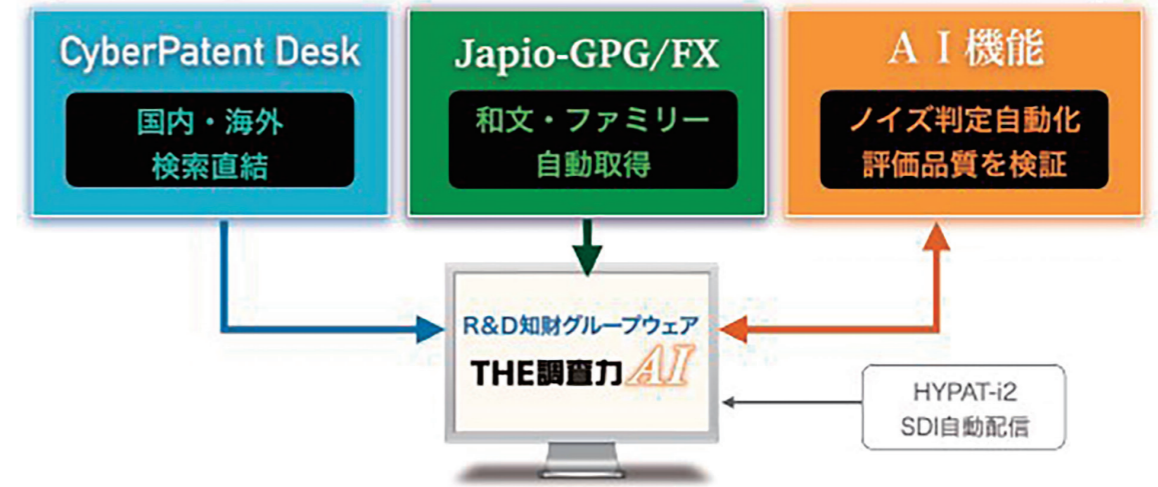 CyberPatent Desk
国内・海外
検索直結
Japio-GPG/FX
和文・ファミリー
自動取得
AI機能
ノイズ判定自動化
評価品質を検証
R&D知財グループウェア
THE調査力AI
HYPAT-i2
SDI自動配信